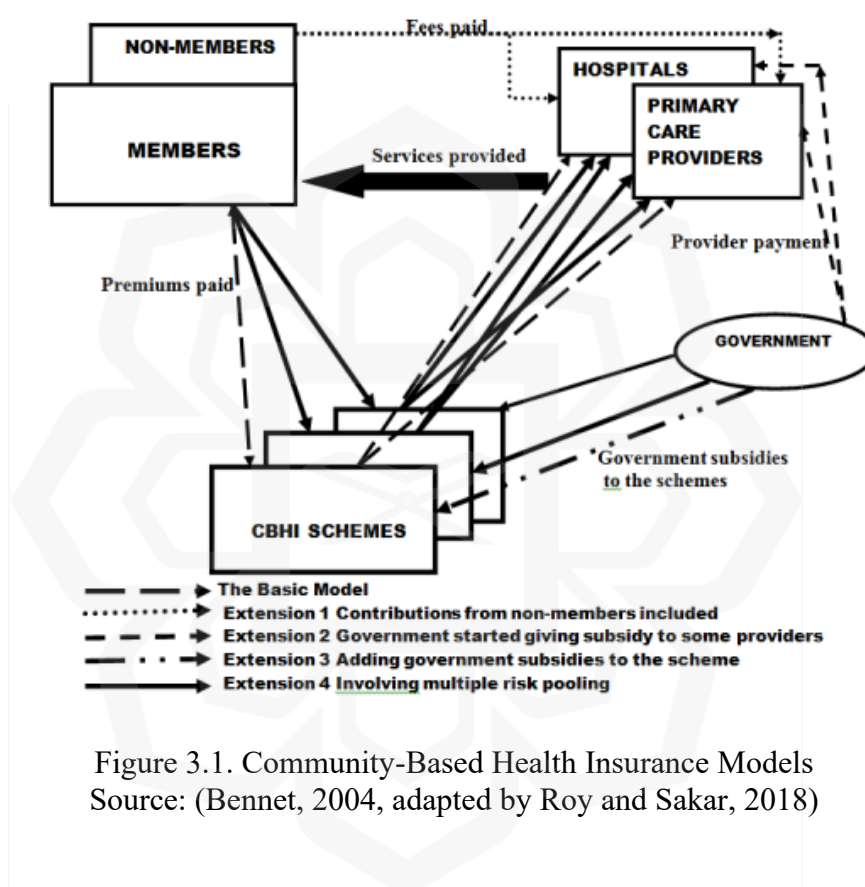 Fees paid
NON-MEMBERS
HOSPITALS
MEMBERS
PRIMARY
CARE
PROVIDERS
Services provided
Provider payment
Premiums paid
GOVERNMENT
Government subsidies
to the schemes
CBHI SCHEMES
The Basic Model
Extension 1 Contributions from non-members included
Extension 2 Government started giving subsidy to some providers
Extension 3 Adding government subsidies to the scheme
Extension 4 Involving multiple risk pooling
Figure 3.1. Community-Based Health Insurance Models
Source: (Bennet, 2004, adapted by Roy and Sakar, 2018)